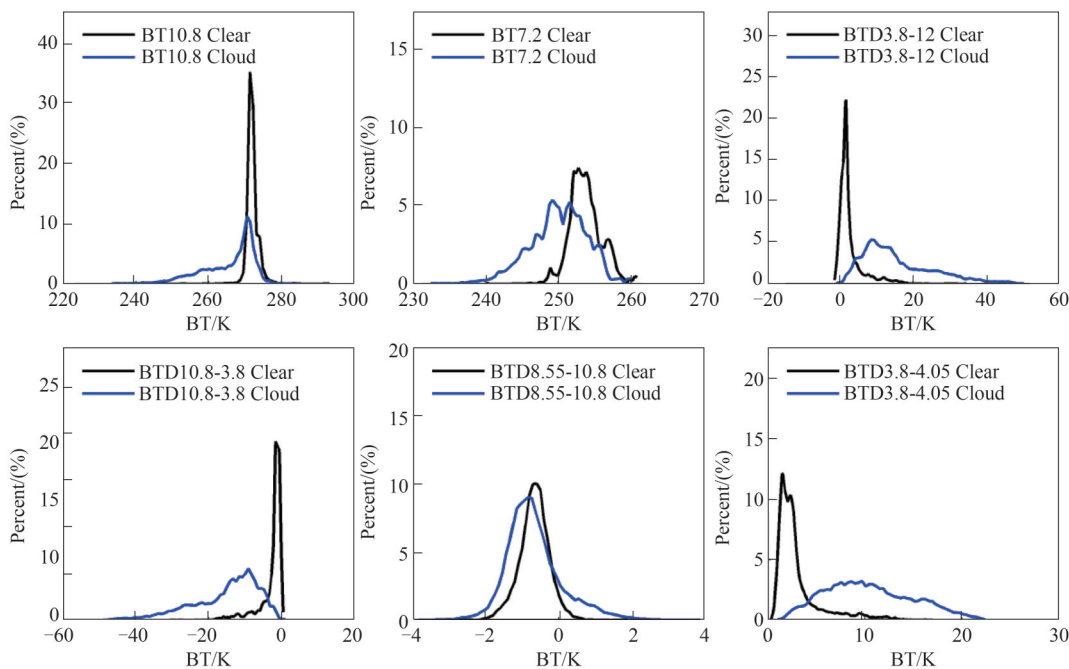 40
30
20
10
0
Percent/(%)
BT10.8 Clear
BT10.8 Cloud
220
240
260
280
300
BT/K
15
10
5
0
Percent/(%)
BT7.2 Clear
BT7.2 Cloud
230
240
250
260
270
BT/K
30
25
20
15
10
5
0
Percent/(%)
BTD3.8-12 Clear
BTD3.8-12 Cloud
−20
0
20
40
60
BT/K
25
20
15
10
5
0
Percent/(%)
BTD10.8-3.8 Clear
BTD10.8-3.8 Cloud
−60
−40
−20
0
20
BT/K
20
15
10
5
0
Percent/(%)
BTD8.55-10.8 Clear
BTD8.55-10.8 Cloud
−4
−2
0
2
4
BT/K
20
15
10
5
0
Percent/(%)
BTD3.8-4.05 Clear
BTD3.8-4.05 Cloud
0
10
20
30
BT/K